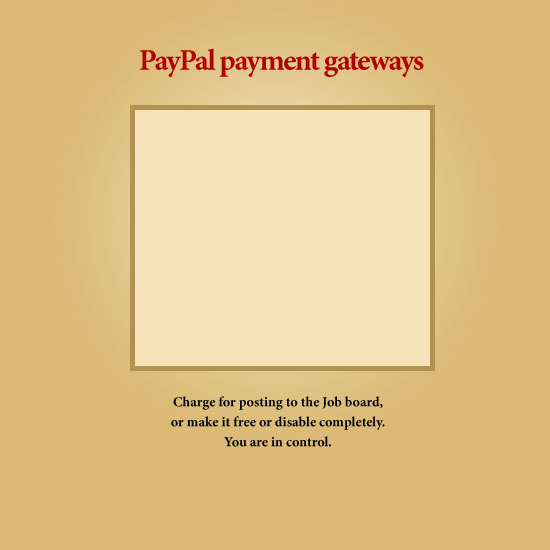 PayPal payment gateways
Charge for posting to the Job board,
or make it free or disable completely.
You are in control.